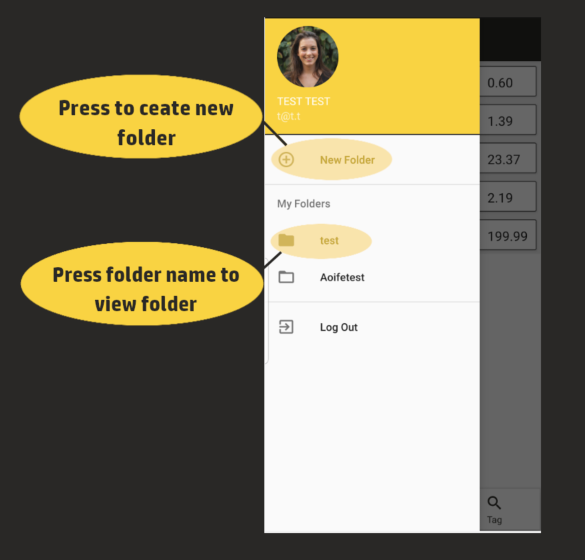 Press to ceate new
folder
Press folder name to
view folder
TEST TEST
t@t.t
New Folder
My Folders
test
Aoifetest
Log Out
0.60
1.39
23.37
2.19
199.99
Tag